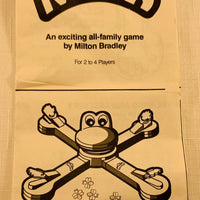 An exciting all-family game
by Milton Bradley
For 2 to 4 Players